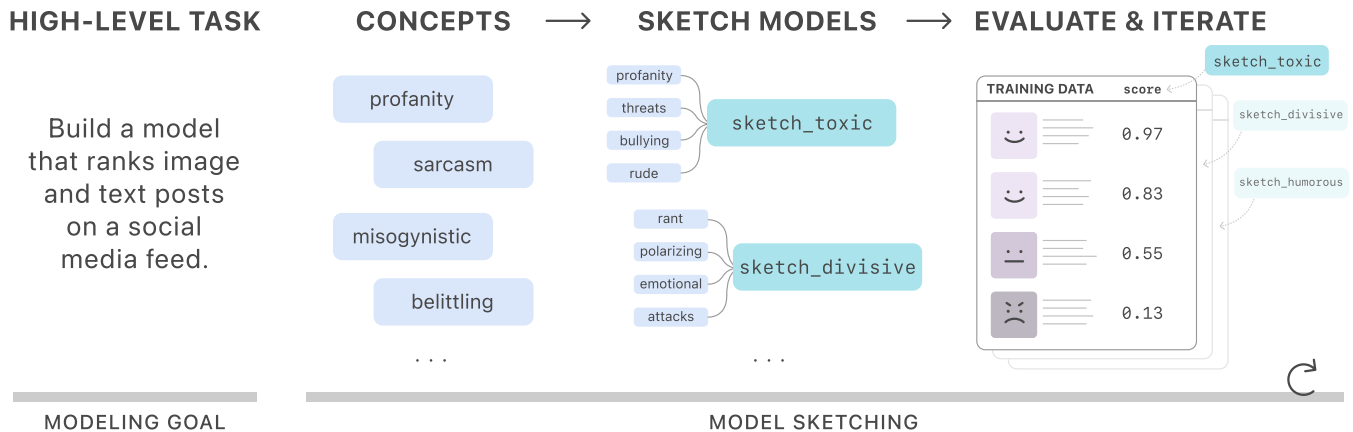 HIGH-LEVEL TASK
Build a model
that ranks image
and text posts
on a social
media feed.
MODELING GOAL
CONCEPTS
profanity
sarcasm
misogynistic
belittling
...
SKETCH MODELS
profanity
threats
bullying
rude
sketch_toxic
rant
polarizing
emotional
attacks
sketch_divisive
...
EVALUATE & ITERATE
sketch_toxic
sketch_divisive
sketch_humorous
TRAINING DATA score
0.97
0.83
0.55
0.13
MODEL SKETCHING